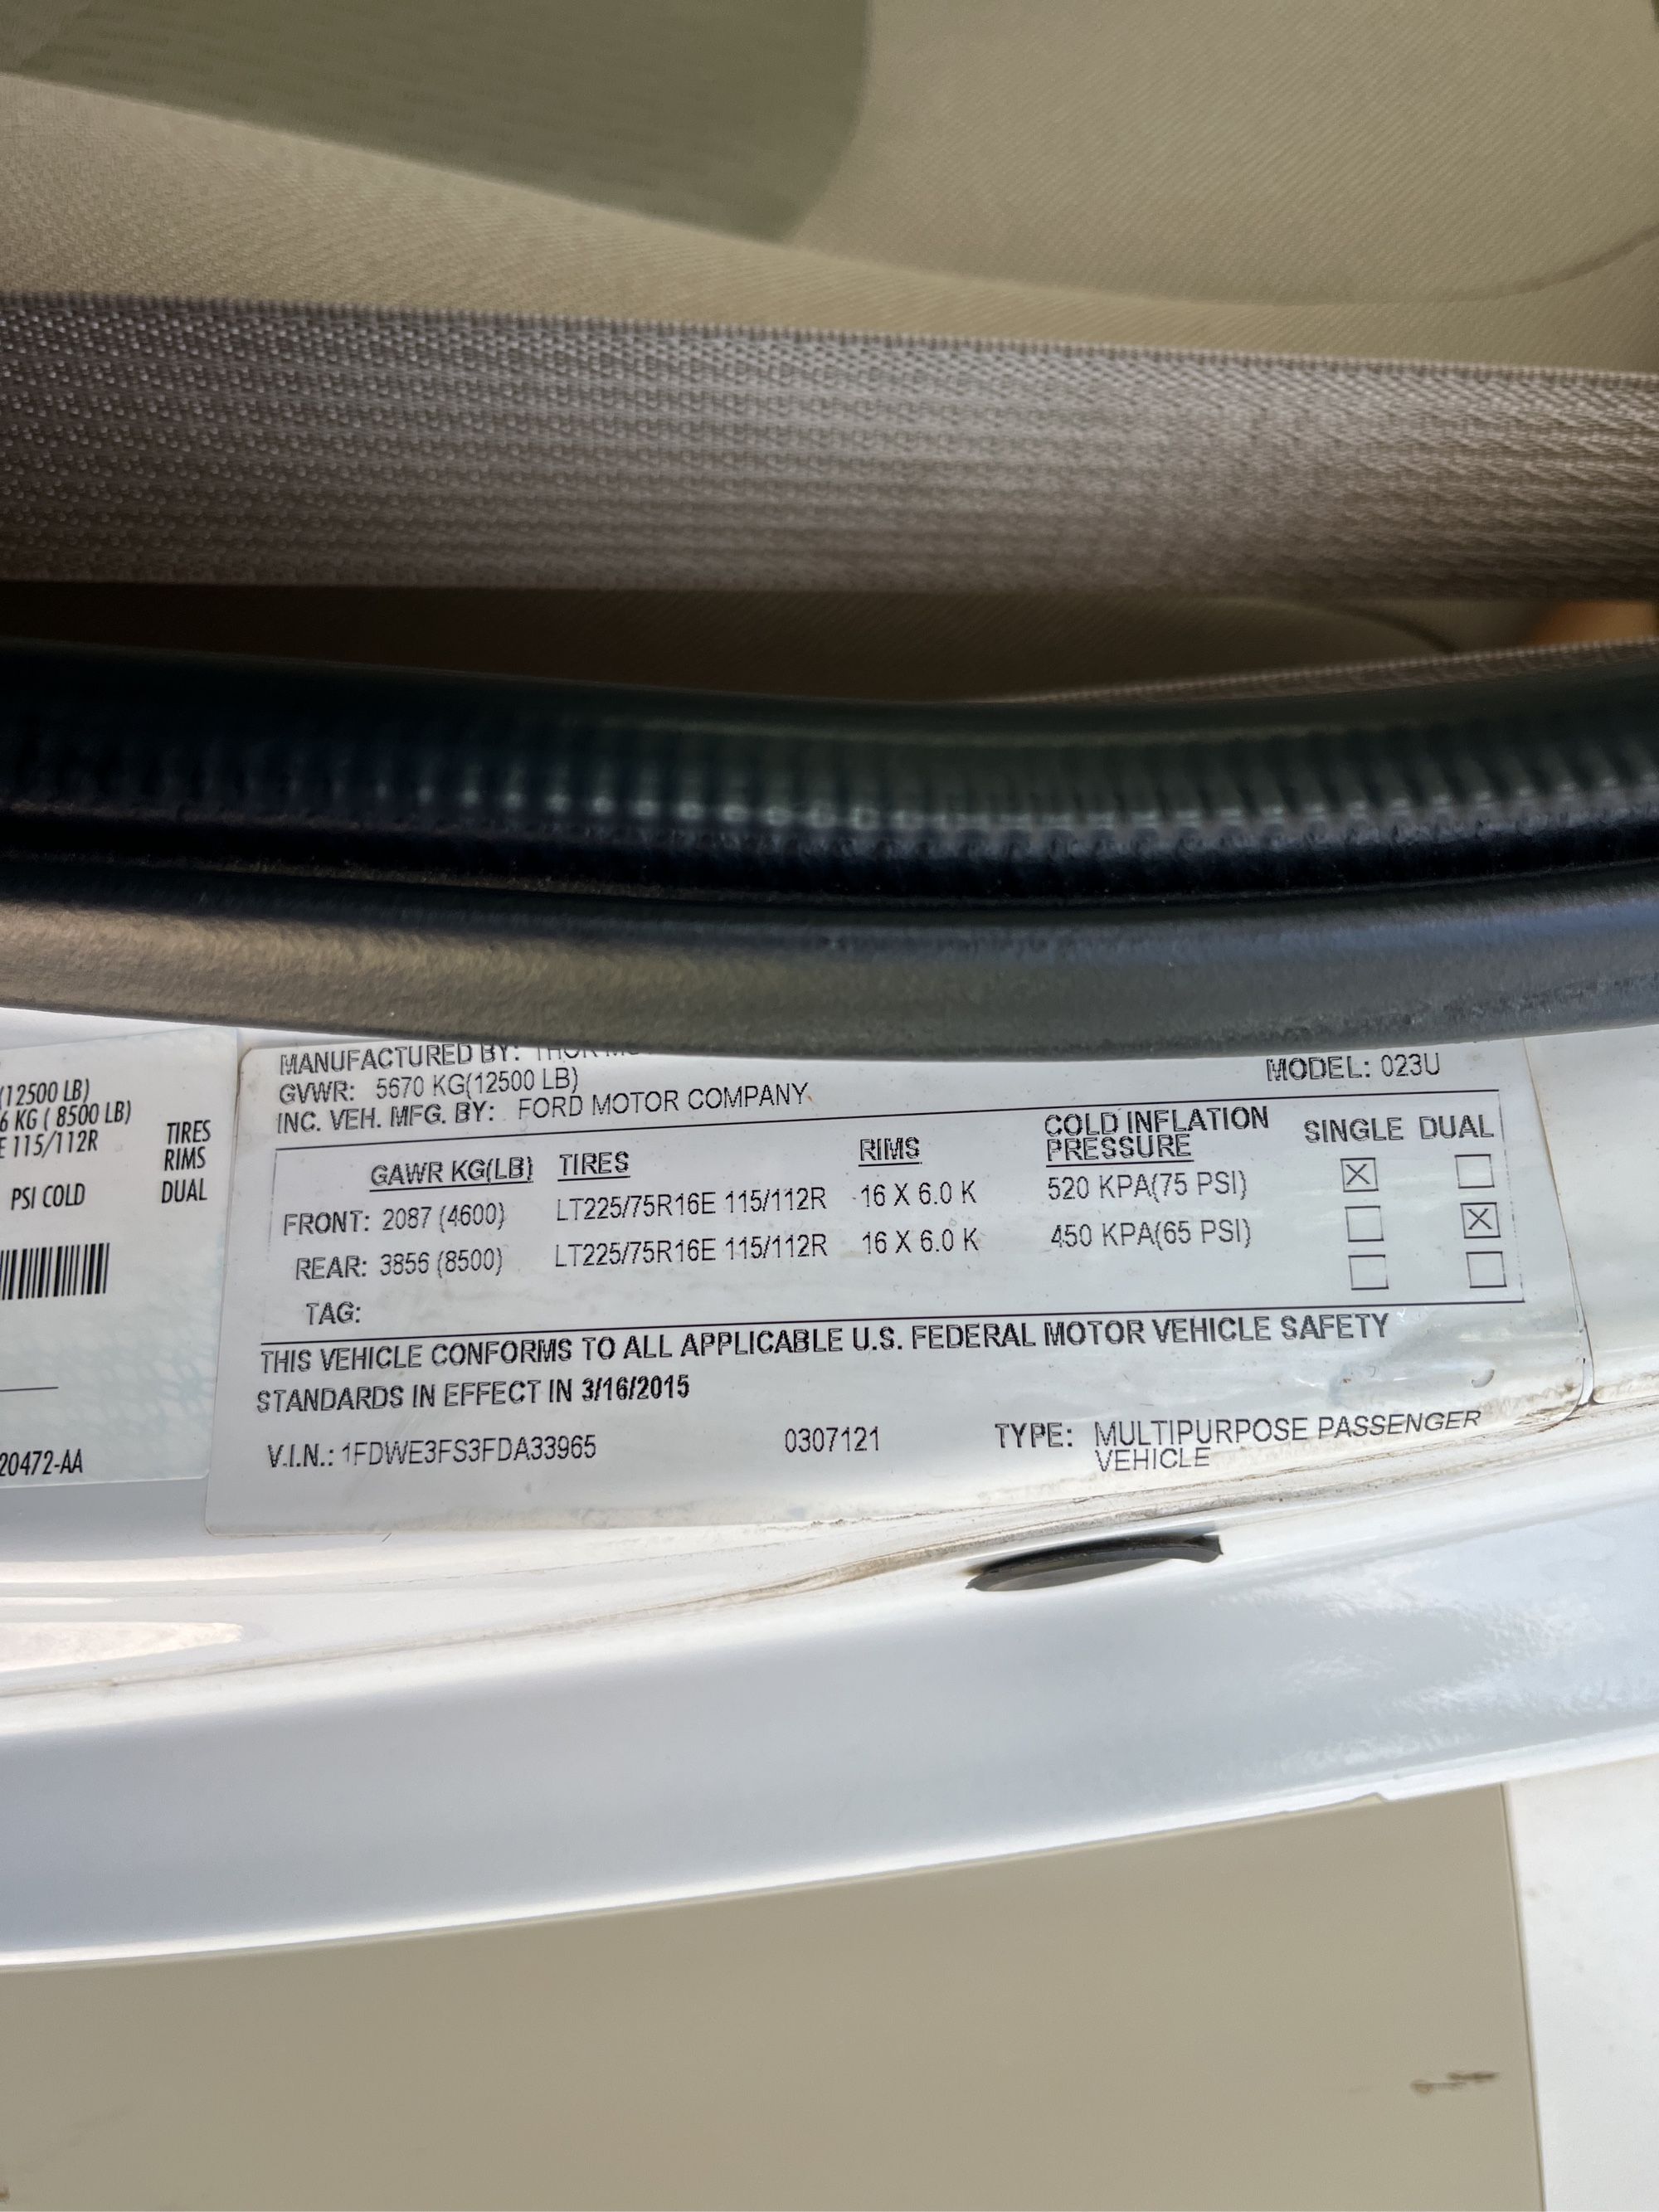 (12500 LB)
6 KG ( 8500 LB)
E 115/112R
TIRES
RIMS
PSI COLD
DUAL
20472-AA
MANUFACTURED BY:
GVWR: 5670 KG(12500 LB)
INC. VEH. MFG. BY: FORD MOTOR COMPANY
MODEL: 023U
GAWR KG(LB) TIRES RIMS COLD INFLATION PRESSURE SINGLE DUAL
FRONT: 2087 (4600) LT225/75R16E 115/112R 16 X 6.0 K 520 KPA(75 PSI) ☒ ☐
REAR: 3856 (8500) LT225/75R16E 115/112R 16 X 6.0 K 450 KPA(65 PSI) ☐ ☒
☐ ☐
TAG:
THIS VEHICLE CONFORMS TO ALL APPLICABLE U.S. FEDERAL MOTOR VEHICLE SAFETY
STANDARDS IN EFFECT IN 3/16/2015
V.I.N.: 1FDWE3FS3FDA33965 0307121 TYPE: MULTIPURPOSE PASSENGER
VEHICLE